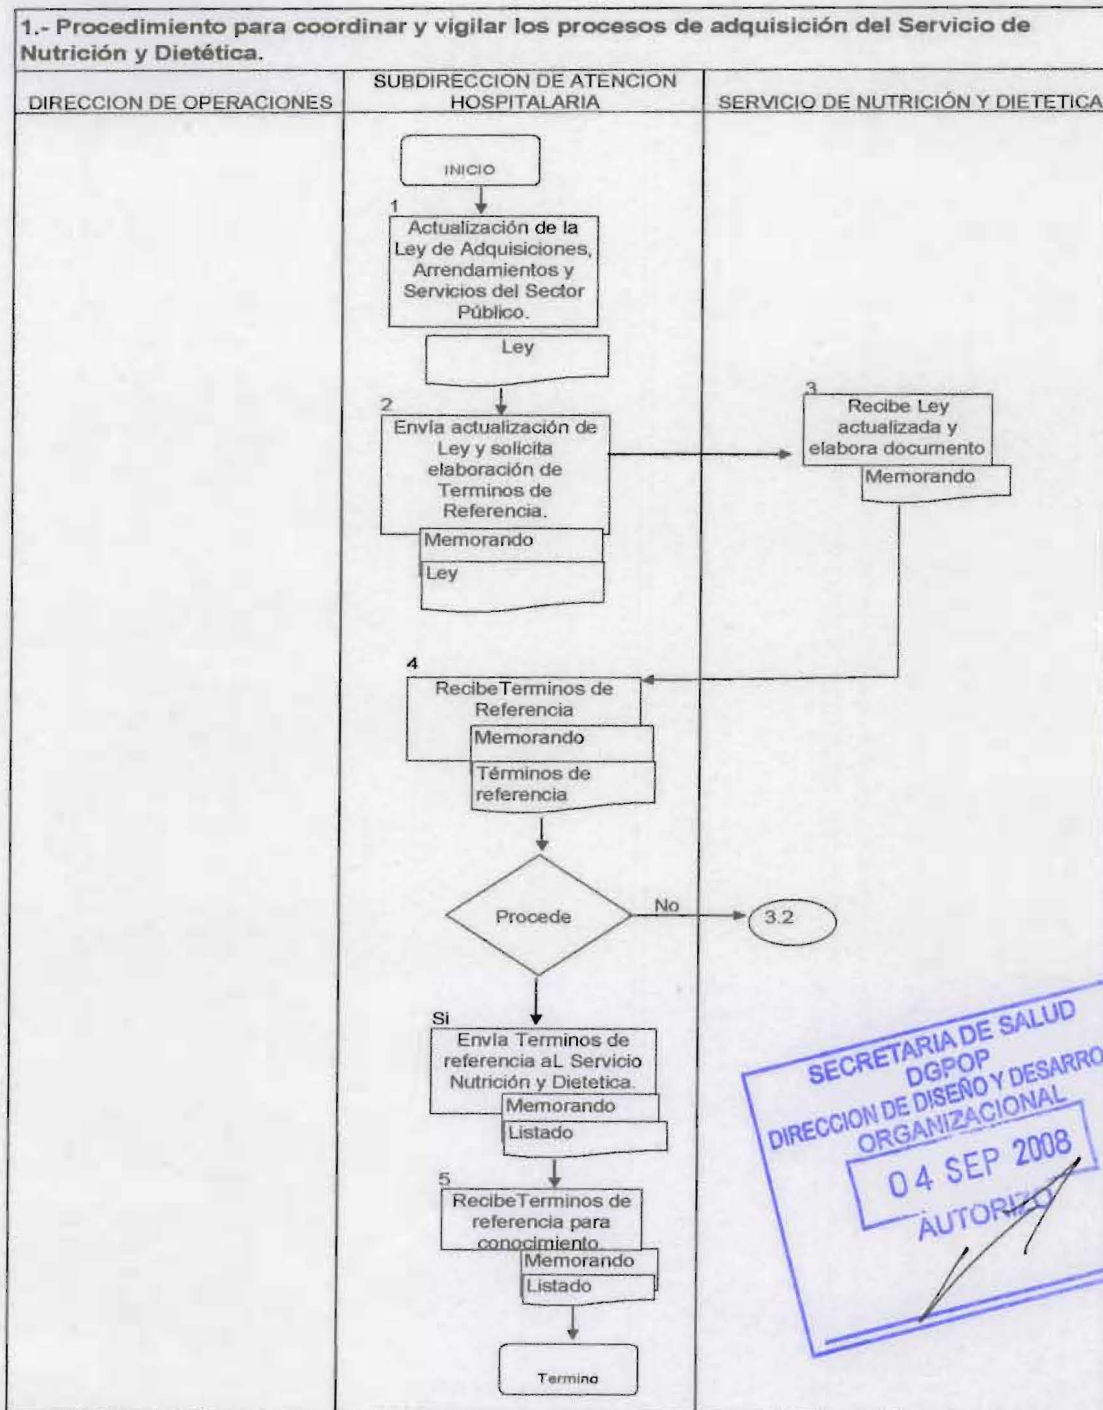 1.- Procedimiento para coordinar y vigilar los procesos de adquisición del Servicio de
Nutrición y Dietética.
DIRECCION DE OPERACIONES
SUBDIRECCION DE ATENCION
HOSPITALARIA
SERVICIO DE NUTRICIÓN Y DIETETICA
INICIO
1
Actualización de la
Ley de Adquisiciones,
Arrendamientos y
Servicios del Sector
Público.
Ley
2
Envía actualización de
Ley y solicita
elaboración de
Terminos de
Referencia.
Memorando
Ley
3
Recibe Ley
actualizada y
elabora documento
Memorando
4
RecibeTerminos de
Referencia
Memorando
Términos de
referencia
Procede
No
3.2
Si
Envía Terminos de
referencia aL Servicio
Nutrición y Dietetica.
Memorando
Listado
5
RecibeTerminos de
referencia para
conocimiento.
Memorando
Listado
Termino
SECRETARIA DE SALUD
DGPOP
DIRECCION DE DISEÑO Y DESARRO
ORGANIZACIONAL
04 SEP 2008
AUTORIZO